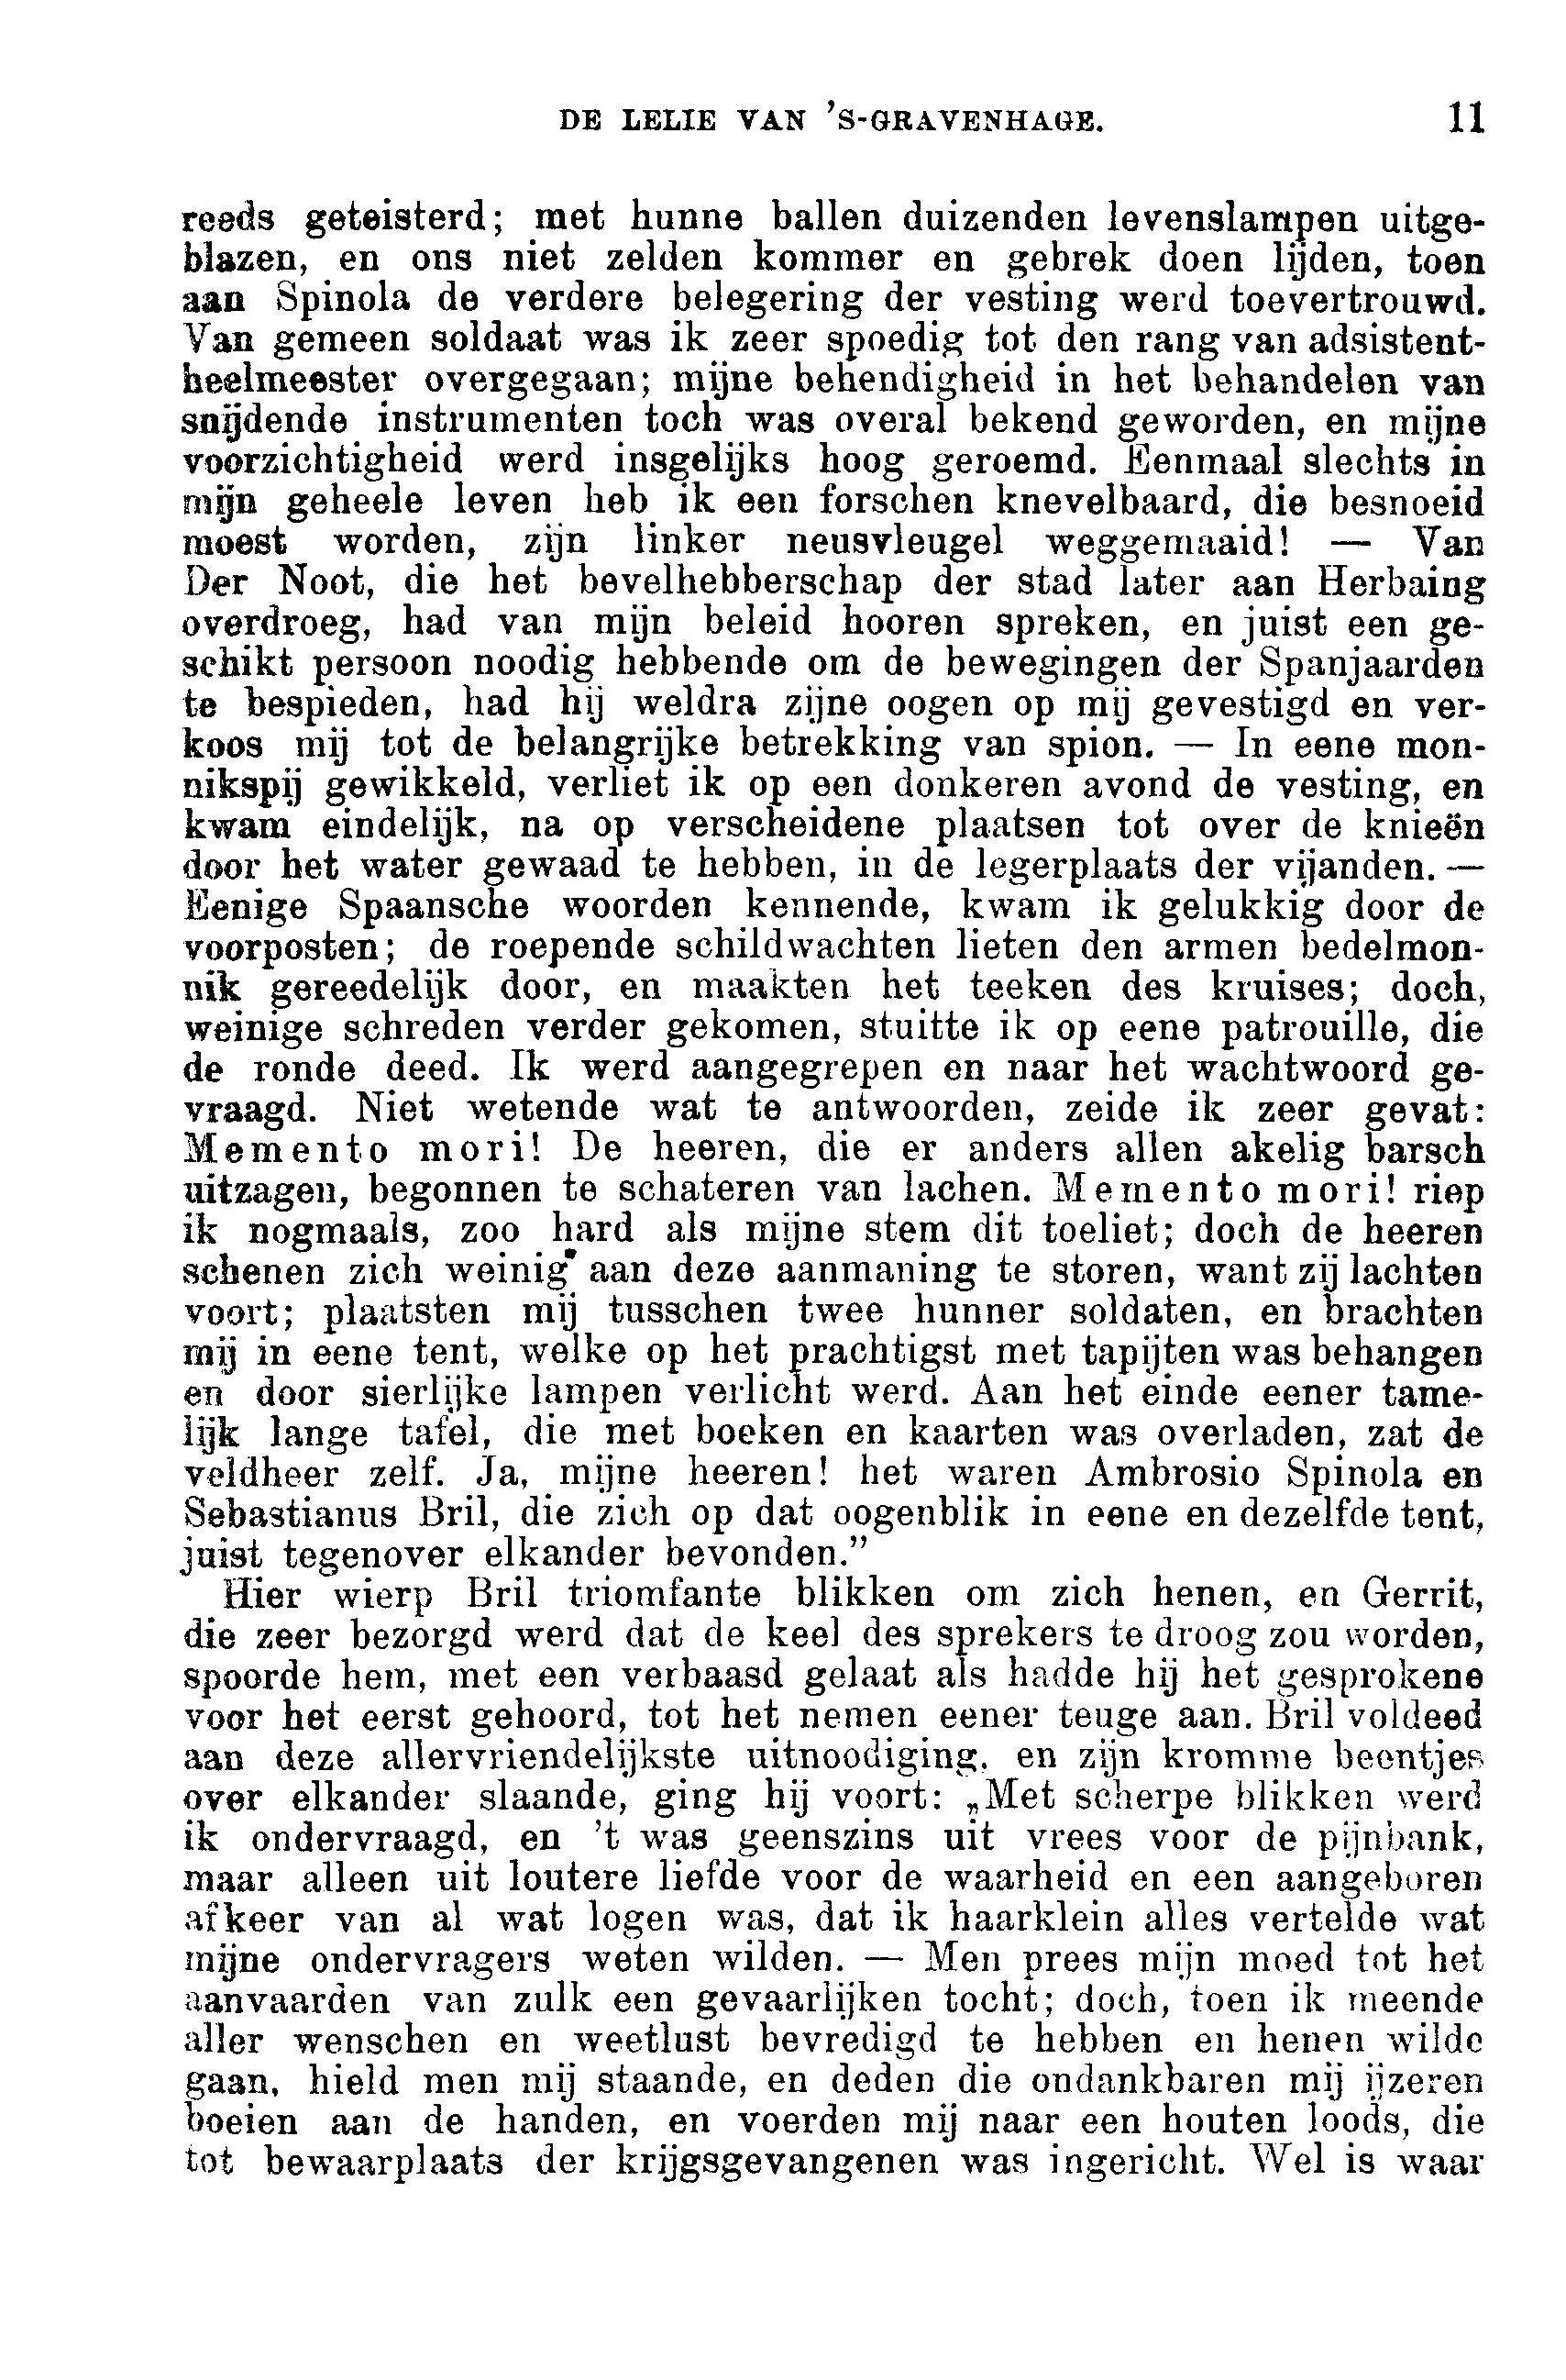 DE LELIE VAN 'S-GRAVENHAGE. 11
reeds geteisterd; met hunne ballen duizenden levenslampen uitge-
blazen, en ons niet zelden kommer en gebrek doen lijden, toen
aan Spinola de verdere belegering der vesting werd toevertrouwd.
Van gemeen soldaat was ik zeer spoedig tot den rang van adsistent-
heelmeester overgegaan; mijne behendigheid in het behandelen van
snijdende instrumenten toch was overal bekend geworden, en mijne
voorzichtigheid werd insgelijks hoog geroemd. Eenmaal slechts in
mijn geheele leven heb ik een forschen knevelbaard, die besnoeid
moest worden, zijn linker neusvleugel weggemaaid! — Van
Der Noot, die het bevelhebberschap der stad later aan Herbaing
overdroeg, had van mijn beleid hooren spreken, en juist een ge-
schikt persoon noodig hebbende om de bewegingen der Spanjaarden
te bespieden, had hij weldra zijne oogen op mij gevestigd en ver-
koos mij tot de belangrijke betrekking van spion. — In eene mon-
nikspij gewikkeld, verliet ik op een donkeren avond de vesting, en
kwam eindelijk, na op verscheidene plaatsen tot over de knieën
door het water gewaad te hebben, in de legerplaats der vijanden. —
Eenige Spaansche woorden kennende, kwam ik gelukkig door de
voorposten; de roepende schildwachten lieten den armen bedelmon-
nik gereedelijk door, en maakten het teeken des kruises; doch,
weinige schreden verder gekomen, stuitte ik op eene patrouille, die
de ronde deed. Ik werd aangegrepen en naar het wachtwoord ge-
vraagd. Niet wetende wat te antwoorden, zeide ik zeer gevat:
Memento mori! De heeren, die er anders allen akelig barsch
uitzagen, begonnen te schateren van lachen. Memento mori! riep
ik nogmaals, zoo hard als mijne stem dit toeliet; doch de heeren
schenen zich weinig aan deze aanmaning te storen, want zij lachten
voort; plaatsten mij tusschen twee hunner soldaten, en brachten
mij in eene tent, welke op het prachtigst met tapijten was behangen
en door sierlijke lampen verlicht werd. Aan het einde eener tame-
lijk lange tafel, die met boeken en kaarten was overladen, zat de
veldheer zelf. Ja, mijne heeren! het waren Ambrosio Spinola en
Sebastianus Bril, die zich op dat oogenblik in eene en dezelfde tent,
juist tegenover elkander bevonden.”
Hier wierp Bril triomfante blikken om zich henen, en Gerrit,
die zeer bezorgd werd dat de keel des sprekers te droog zou worden,
spoorde hem, met een verbaasd gelaat als hadde hij het gesprokene
voor het eerst gehoord, tot het nemen eener teuge aan. Bril voldeed
aan deze allervriendelijkste uitnoodiging, en zijn kromme beentjes
over elkander slaande, ging hij voort: „Met scherpe blikken werd
ik ondervraagd, en 't was geenszins uit vrees voor de pijnbank,
maar alleen uit loutere liefde voor de waarheid en een aangeboren
afkeer van al wat logen was, dat ik haarklein alles vertelde wat
mijne ondervragers weten wilden. — Men prees mijn moed tot het
aanvaarden van zulk een gevaarlijken tocht; doch, toen ik meende
aller wenschen en weetlust bevredigd te hebben en henen wilde
gaan, hield men mij staande, en deden die ondankbaren mij ijzeren
boeien aan de handen, en voerden mij naar een houten loods, die
tot bewaarplaats der krijgsgevangenen was ingericht. Wel is waar